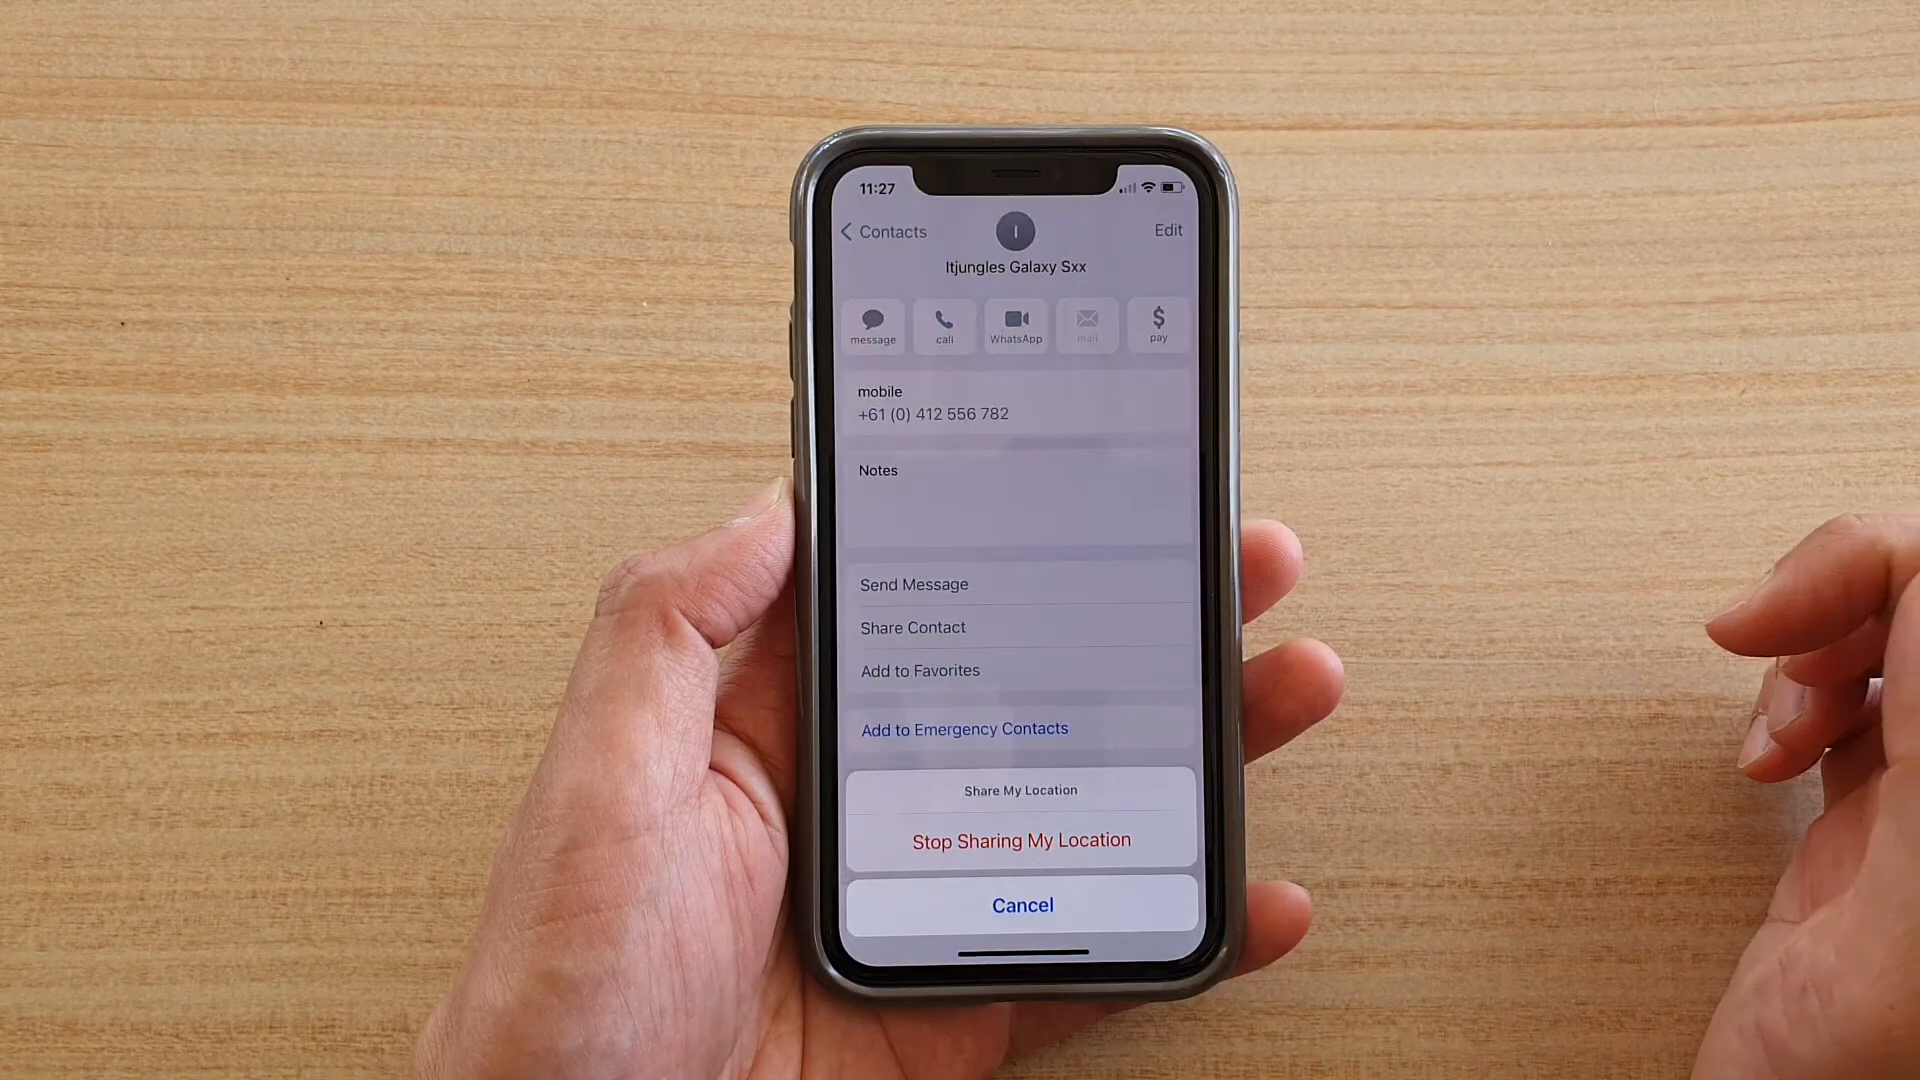 11:27
Contacts
I
Edit
Itjungles Galaxy Sxx
message
call
WhatsApp
mail
$
pay
mobile
+61 (0) 412 556 782
Notes
Send Message
Share Contact
Add to Favorites
Add to Emergency Contacts
Share My Location
Stop Sharing My Location
Cancel